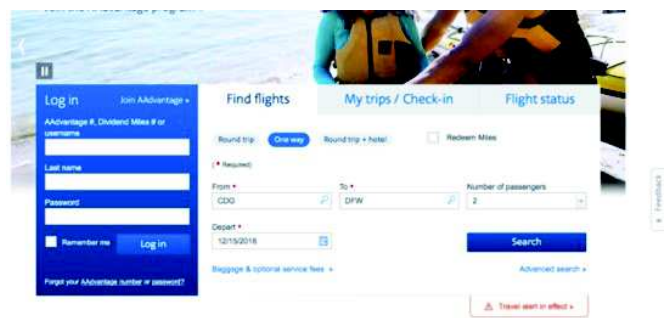 Log in
Join AAdvantage »
AAdvantage #, Dividend Miles # or
username
Last name
Password
Remember me
Log in
Forgot your AAdvantage number or password?
Find flights
My trips / Check-in
Flight status
Round trip
One way
Round trip + hotel
Redeem Miles
(• Required)
From •
To •
Number of passengers
CDG
DFW
2
Depart •
12/15/2016
Search
Baggage & optional service fees »
Advanced search »
Travel alert in effect »
Feedback